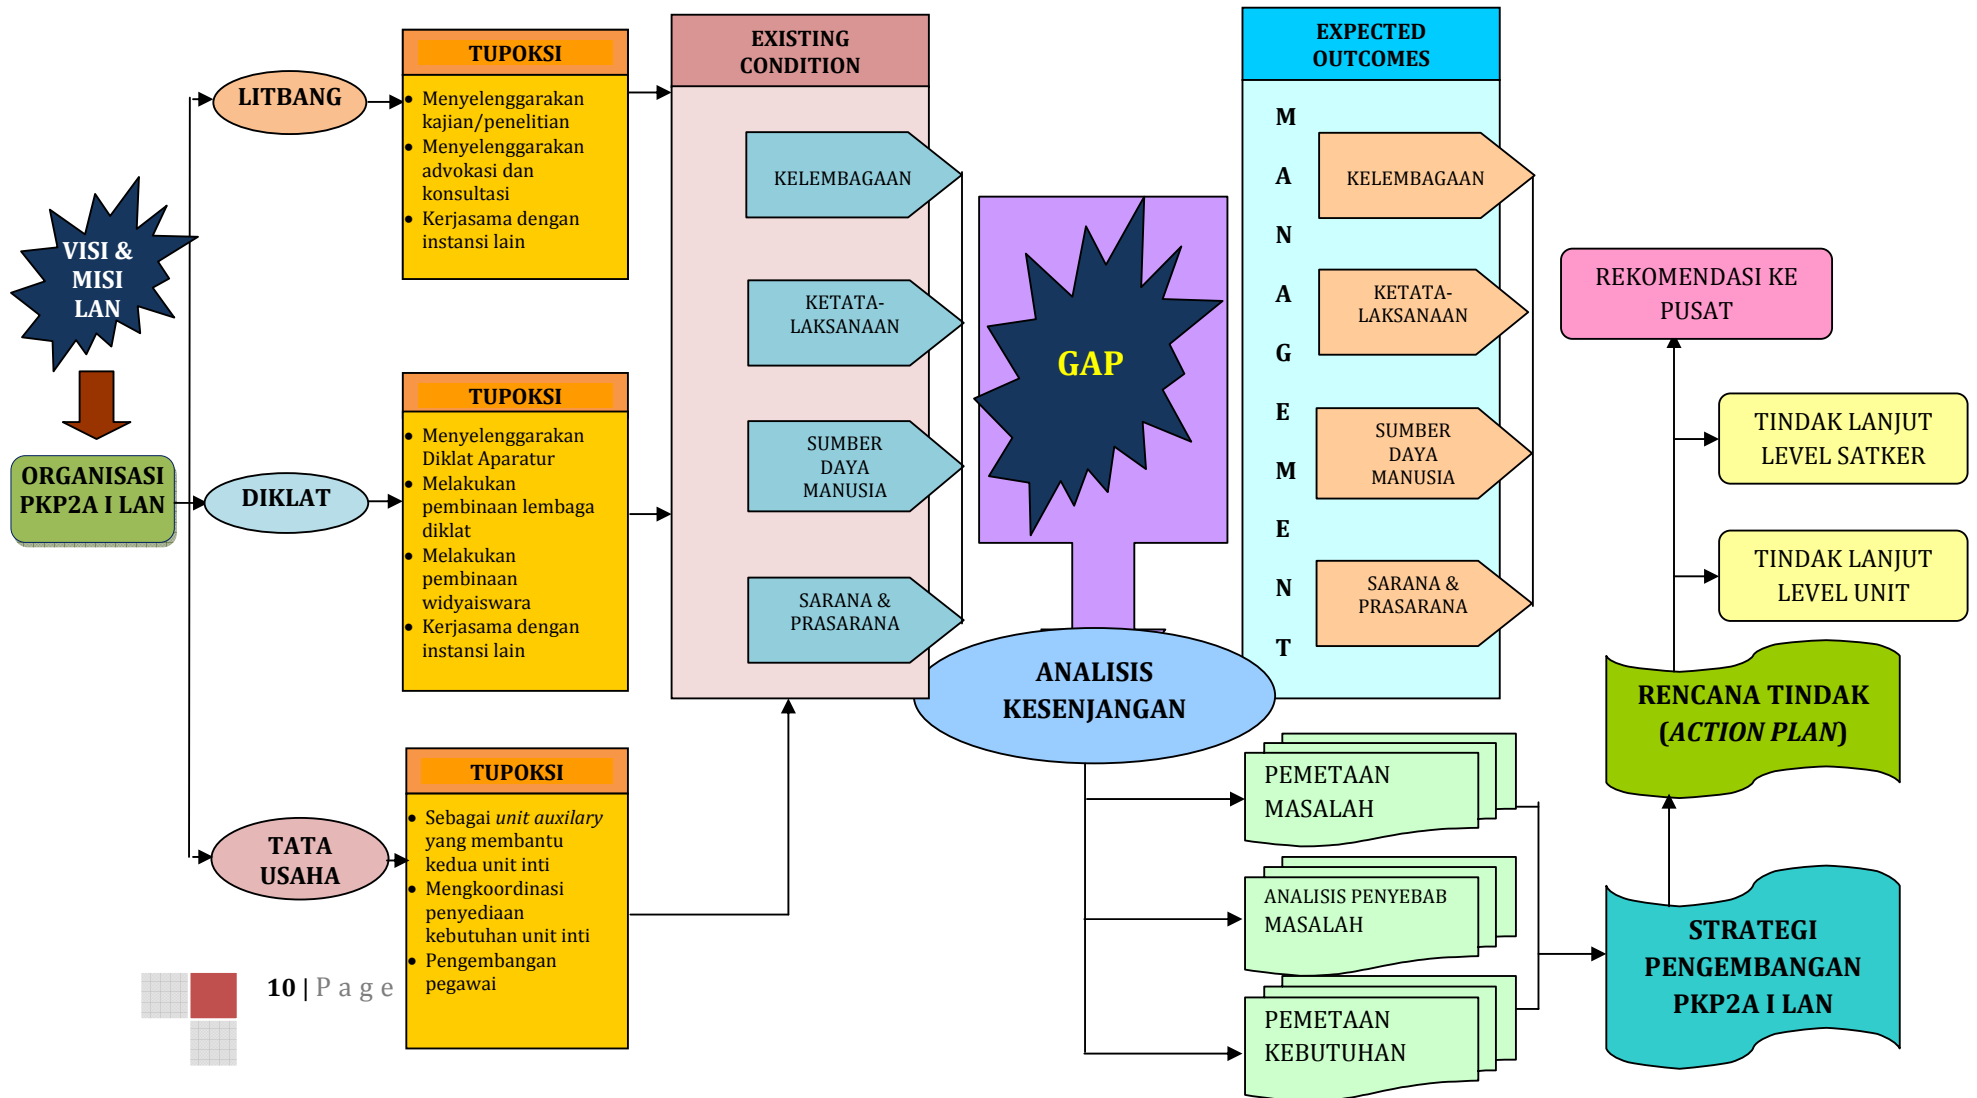 VISI &
MISI
LAN
ORGANISASI
PKP2A I LAN
LITBANG
DIKLAT
TATA
USAHA
TUPOKSI
• Menyelenggarakan
kajian/penelitian
• Menyelenggarakan
advokasi dan
konsultasi
• Kerjasama dengan
instansi lain
TUPOKSI
• Menyelenggarakan
Diklat Aparatur
• Melakukan
pembinaan lembaga
diklat
• Melakukan
pembinaan
widyaiswara
• Kerjasama dengan
instansi lain
TUPOKSI
• Sebagai unit auxilary
yang membantu
kedua unit inti
• Mengkoordinasi
penyediaan
kebutuhan unit inti
• Pengembangan
pegawai
EXISTING
CONDITION
KELEMBAGAAN
KETATA-
LAKSANAAN
SUMBER
DAYA
MANUSIA
SARANA &
PRASARANA
GAP
ANALISIS
KESENJANGAN
EXPECTED
OUTCOMES
M
A
N
A
G
E
M
E
N
T
KELEMBAGAAN
KETATA-
LAKSANAAN
SUMBER
DAYA
MANUSIA
SARANA &
PRASARANA
PEMETAAN
MASALAH
ANALISIS PENYEBAB
MASALAH
PEMETAAN
KEBUTUHAN
REKOMENDASI KE
PUSAT
TINDAK LANJUT
LEVEL SATKER
TINDAK LANJUT
LEVEL UNIT
RENCANA TINDAK
(ACTION PLAN)
STRATEGI
PENGEMBANGAN
PKP2A I LAN
10 | P a g e